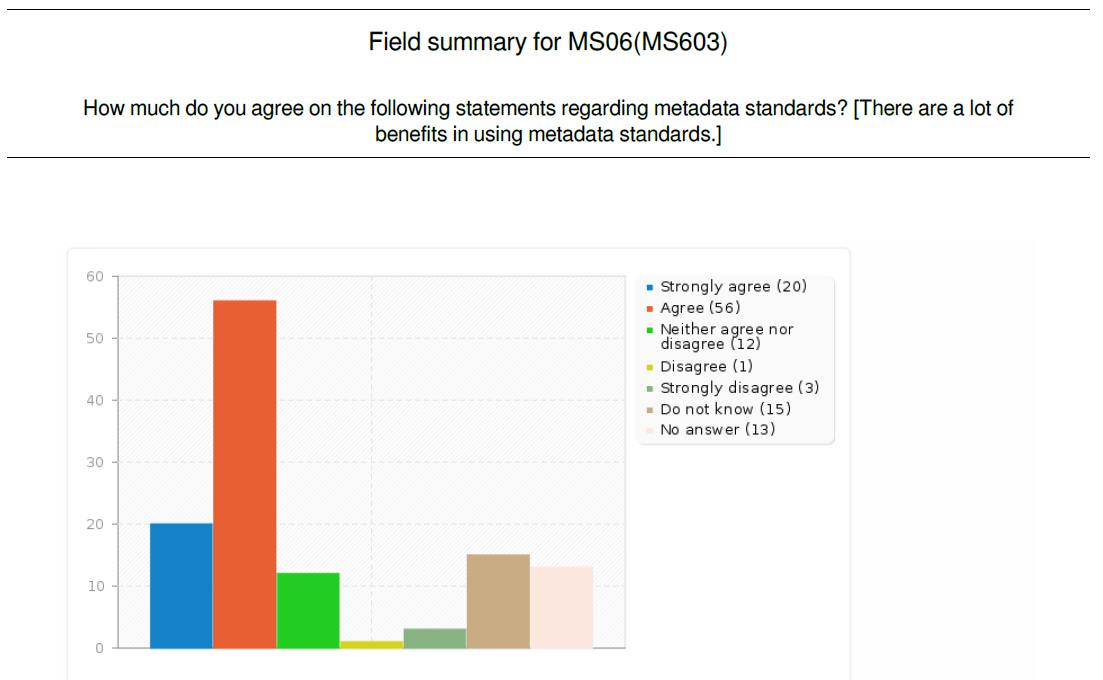 Field summary for MS06(MS603)
How much do you agree on the following statements regarding metadata standards? [There are a lot of
benefits in using metadata standards.]
60
50
40
30
20
10
0
Strongly agree (20)
Agree (56)
Neither agree nor
disagree (12)
Disagree (1)
Strongly disagree (3)
Do not know (15)
No answer (13)